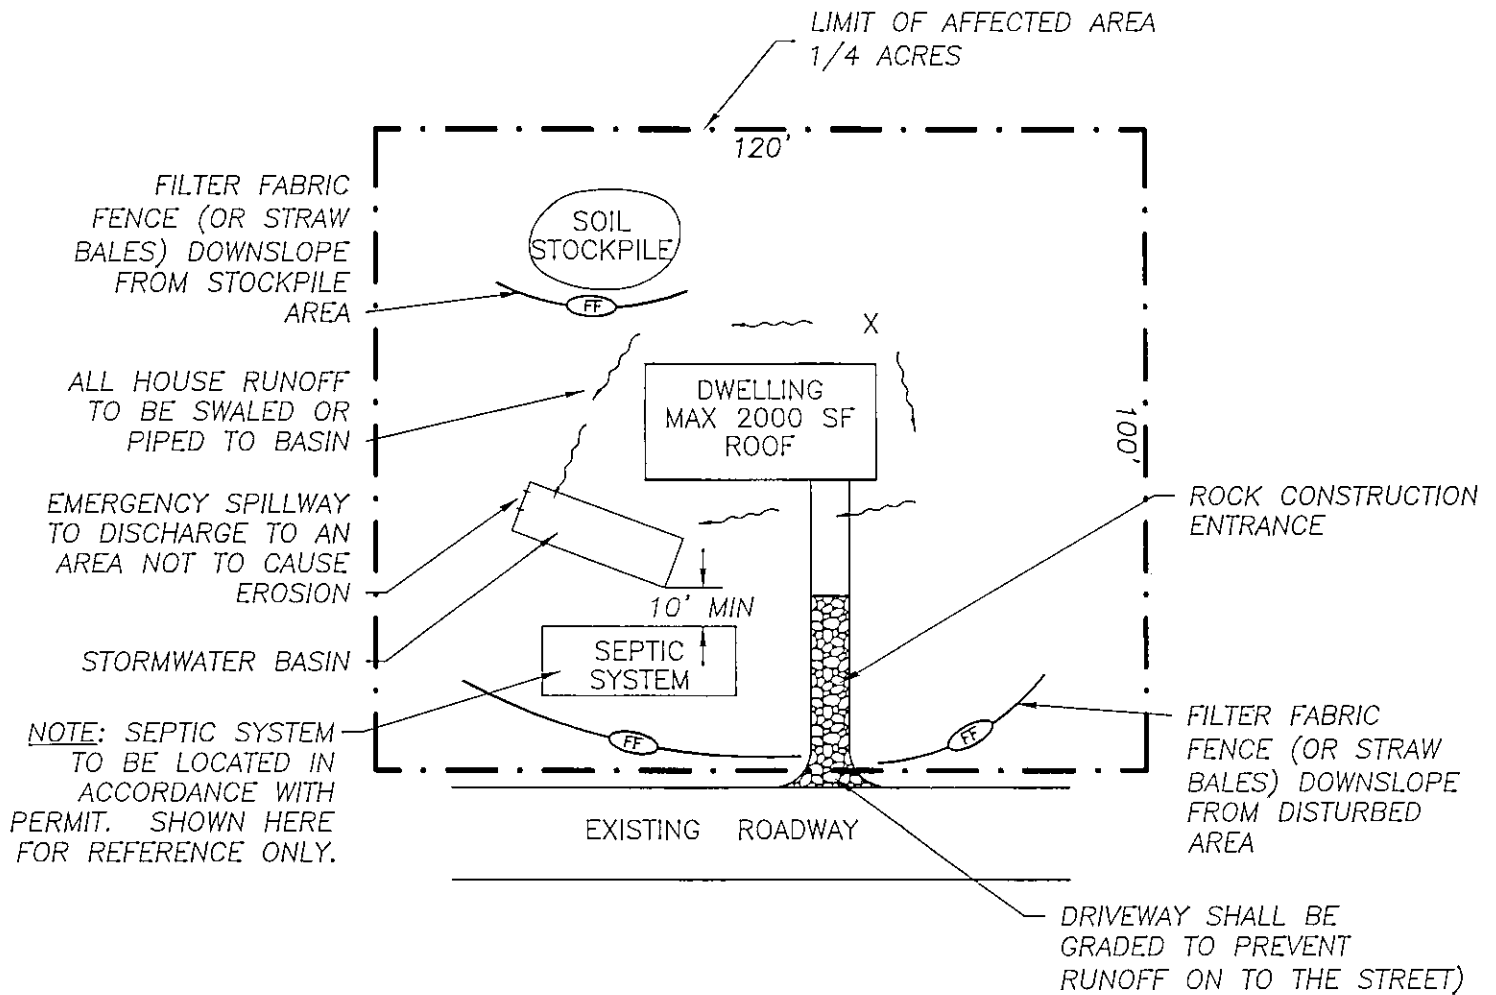 LIMIT OF AFFECTED AREA
1/4 ACRES
120'
FILTER FABRIC
FENCE (OR STRAW
BALES) DOWNSLOPE
FROM STOCKPILE
AREA
SOIL
STOCKPILE
FF
X
ALL HOUSE RUNOFF
TO BE SWALED OR
PIPED TO BASIN
DWELLING
MAX 2000 SF
ROOF
100'
EMERGENCY SPILLWAY
TO DISCHARGE TO AN
AREA NOT TO CAUSE
EROSION
ROCK CONSTRUCTION
ENTRANCE
10' MIN
STORMWATER BASIN
SEPTIC
SYSTEM
NOTE: SEPTIC SYSTEM
TO BE LOCATED IN
ACCORDANCE WITH
PERMIT. SHOWN HERE
FOR REFERENCE ONLY.
FF
FF
FILTER FABRIC
FENCE (OR STRAW
BALES) DOWNSLOPE
FROM DISTURBED
AREA
EXISTING ROADWAY
DRIVEWAY SHALL BE
GRADED TO PREVENT
RUNOFF ON TO THE STREET)